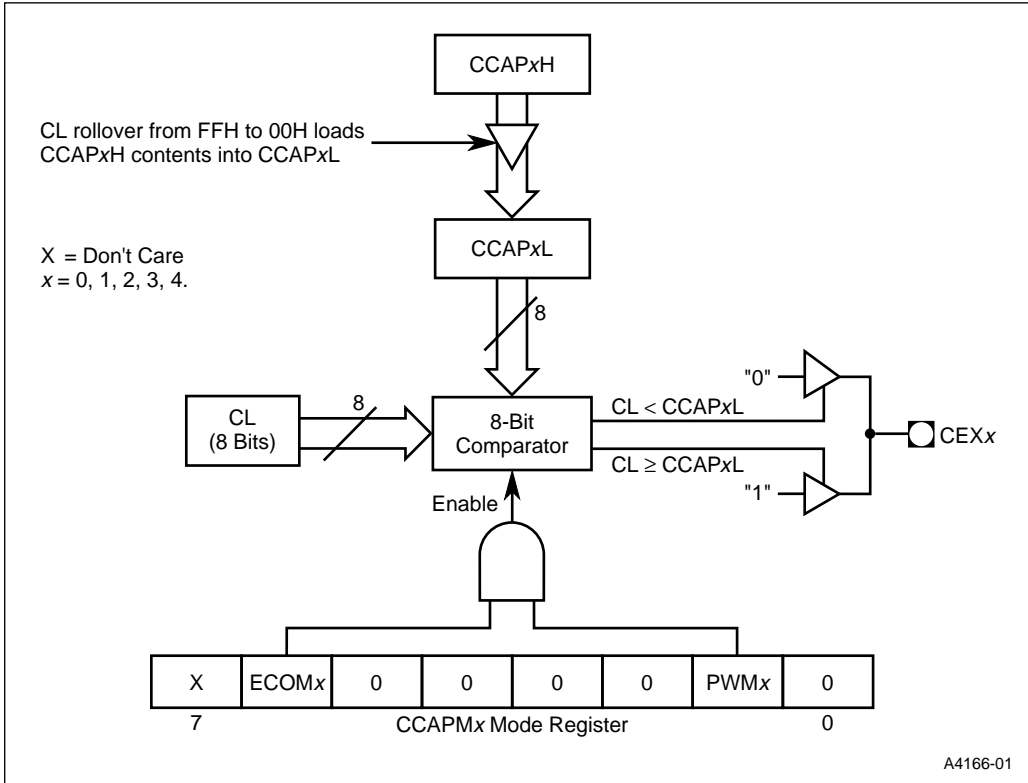 CCAPxH
CL rollover from FFH to 00H loads
CCAPxH contents into CCAPxL
CCAPxL
X = Don't Care
x = 0, 1, 2, 3, 4.
8
"0"
CL < CCAPxL
8
CL
(8 Bits)
8-Bit
Comparator
CEXx
CL ≥ CCAPxL
"1"
Enable
X ECOMx 0 0 0 0 PWMx 0
7 CCAPMx Mode Register 0
A4166-01